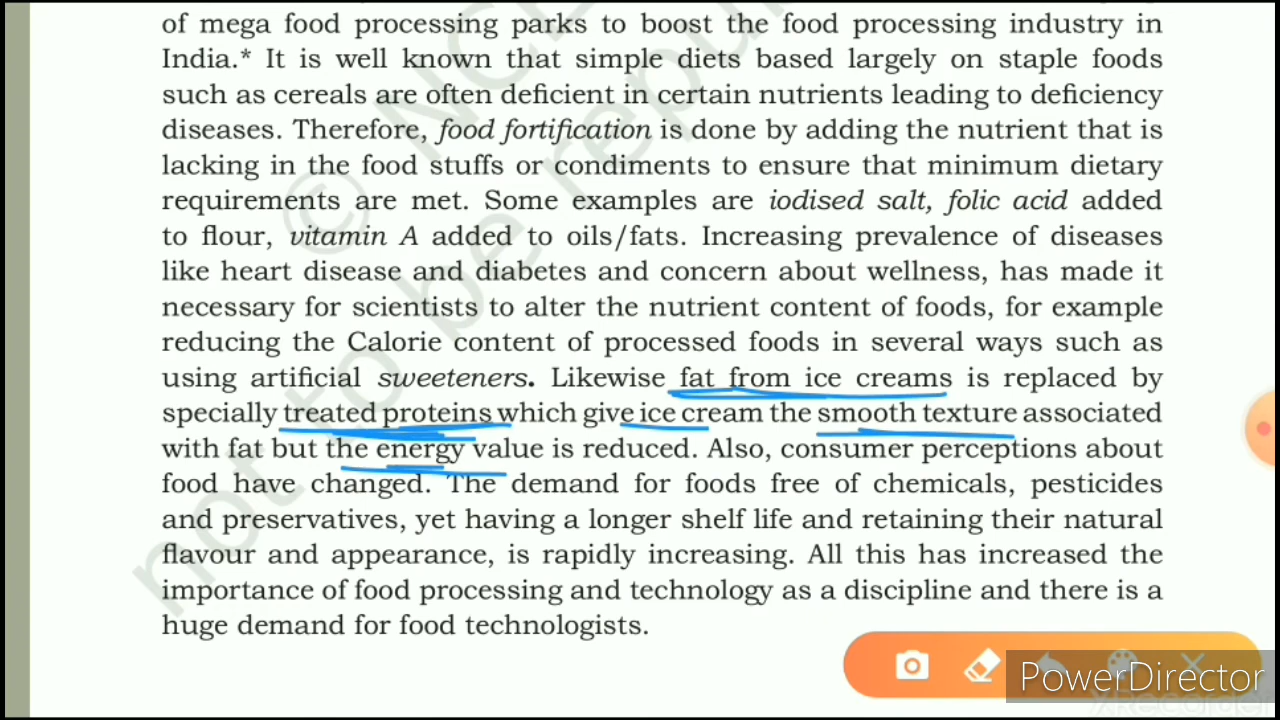 of mega food processing parks to boost the food processing industry in
India.* It is well known that simple diets based largely on staple foods
such as cereals are often deficient in certain nutrients leading to deficiency
diseases. Therefore, food fortification is done by adding the nutrient that is
lacking in the food stuffs or condiments to ensure that minimum dietary
requirements are met. Some examples are iodised salt, folic acid added
to flour, vitamin A added to oils/fats. Increasing prevalence of diseases
like heart disease and diabetes and concern about wellness, has made it
necessary for scientists to alter the nutrient content of foods, for example
reducing the Calorie content of processed foods in several ways such as
using artificial sweeteners. Likewise fat from ice creams is replaced by
specially treated proteins which give ice cream the smooth texture associated
with fat but the energy value is reduced. Also, consumer perceptions about
food have changed. The demand for foods free of chemicals, pesticides
and preservatives, yet having a longer shelf life and retaining their natural
flavour and appearance, is rapidly increasing. All this has increased the
importance of food processing and technology as a discipline and there is a
huge demand for food technologists.
PowerDirector